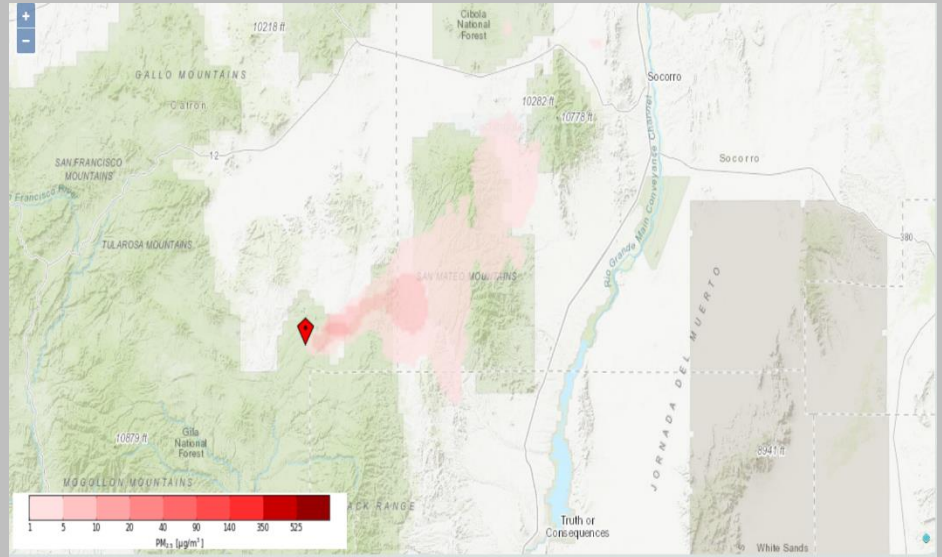 +
−
10218 ft
Cibola
National
Forest
GALLO MOUNTAINS
Catron
Socorro
10282 ft
10778 ft
12
Socorro
SAN FRANCISCO
MOUNTAINS
Francisco River
TULAROSA MOUNTAINS
380
SAN MATEO MOUNTAINS
Rio Grande Main Conveyance Channel
JORNADA DEL MUERTO
Gila
National
Forest
10879 ft
8941 ft
MOGOLLON MOUNTAINS
ACK RANGE
1 5 10 20 40 90 140 350 525
PM2.5 [µg/m³]
Truth or
Consequences
White Sands